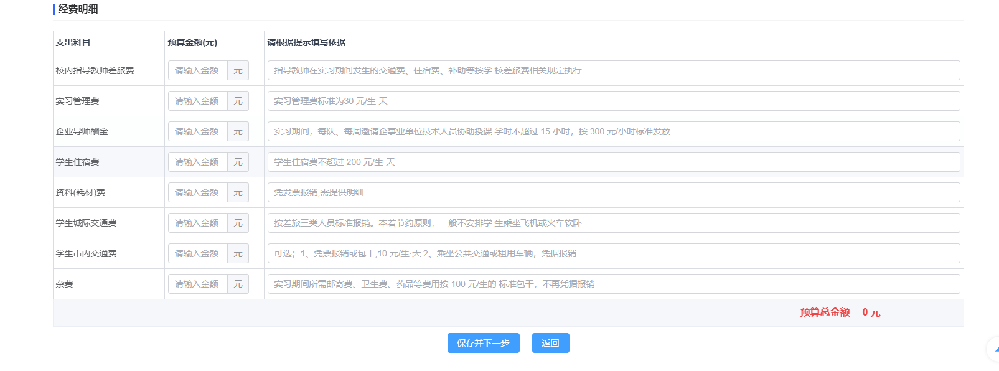 经费明细
支出科目 预算金额(元) 请根据提示填写依据
校内指导教师差旅费 请输入金额 元 指导教师在实习期间发生的交通费、住宿费、补助等按学 校差旅费相关规定执行
实习管理费 请输入金额 元 实习管理费标准为30 元/生·天
企业导师酬金 请输入金额 元 实习期间，每队、每周邀请企事业单位技术人员协助授课 学时不超过 15 小时，按 300 元/小时标准发放
学生住宿费 请输入金额 元 学生住宿费不超过 200 元/生·天
资料(耗材)费 请输入金额 元 凭发票报销,需提供明细
学生城际交通费 请输入金额 元 按差旅三类人员标准报销。本着节约原则，一般不安排学 生乘坐飞机或火车软卧
学生市内交通费 请输入金额 元 可选；1、凭票报销或包干,10 元/生·天 2、乘坐公共交通或租用车辆，凭据报销
杂费 请输入金额 元 实习期间所需邮寄费、卫生费、药品等费用按 100 元/生的 标准包干，不再凭据报销
预算总金额 0 元
保存并下一步 返回